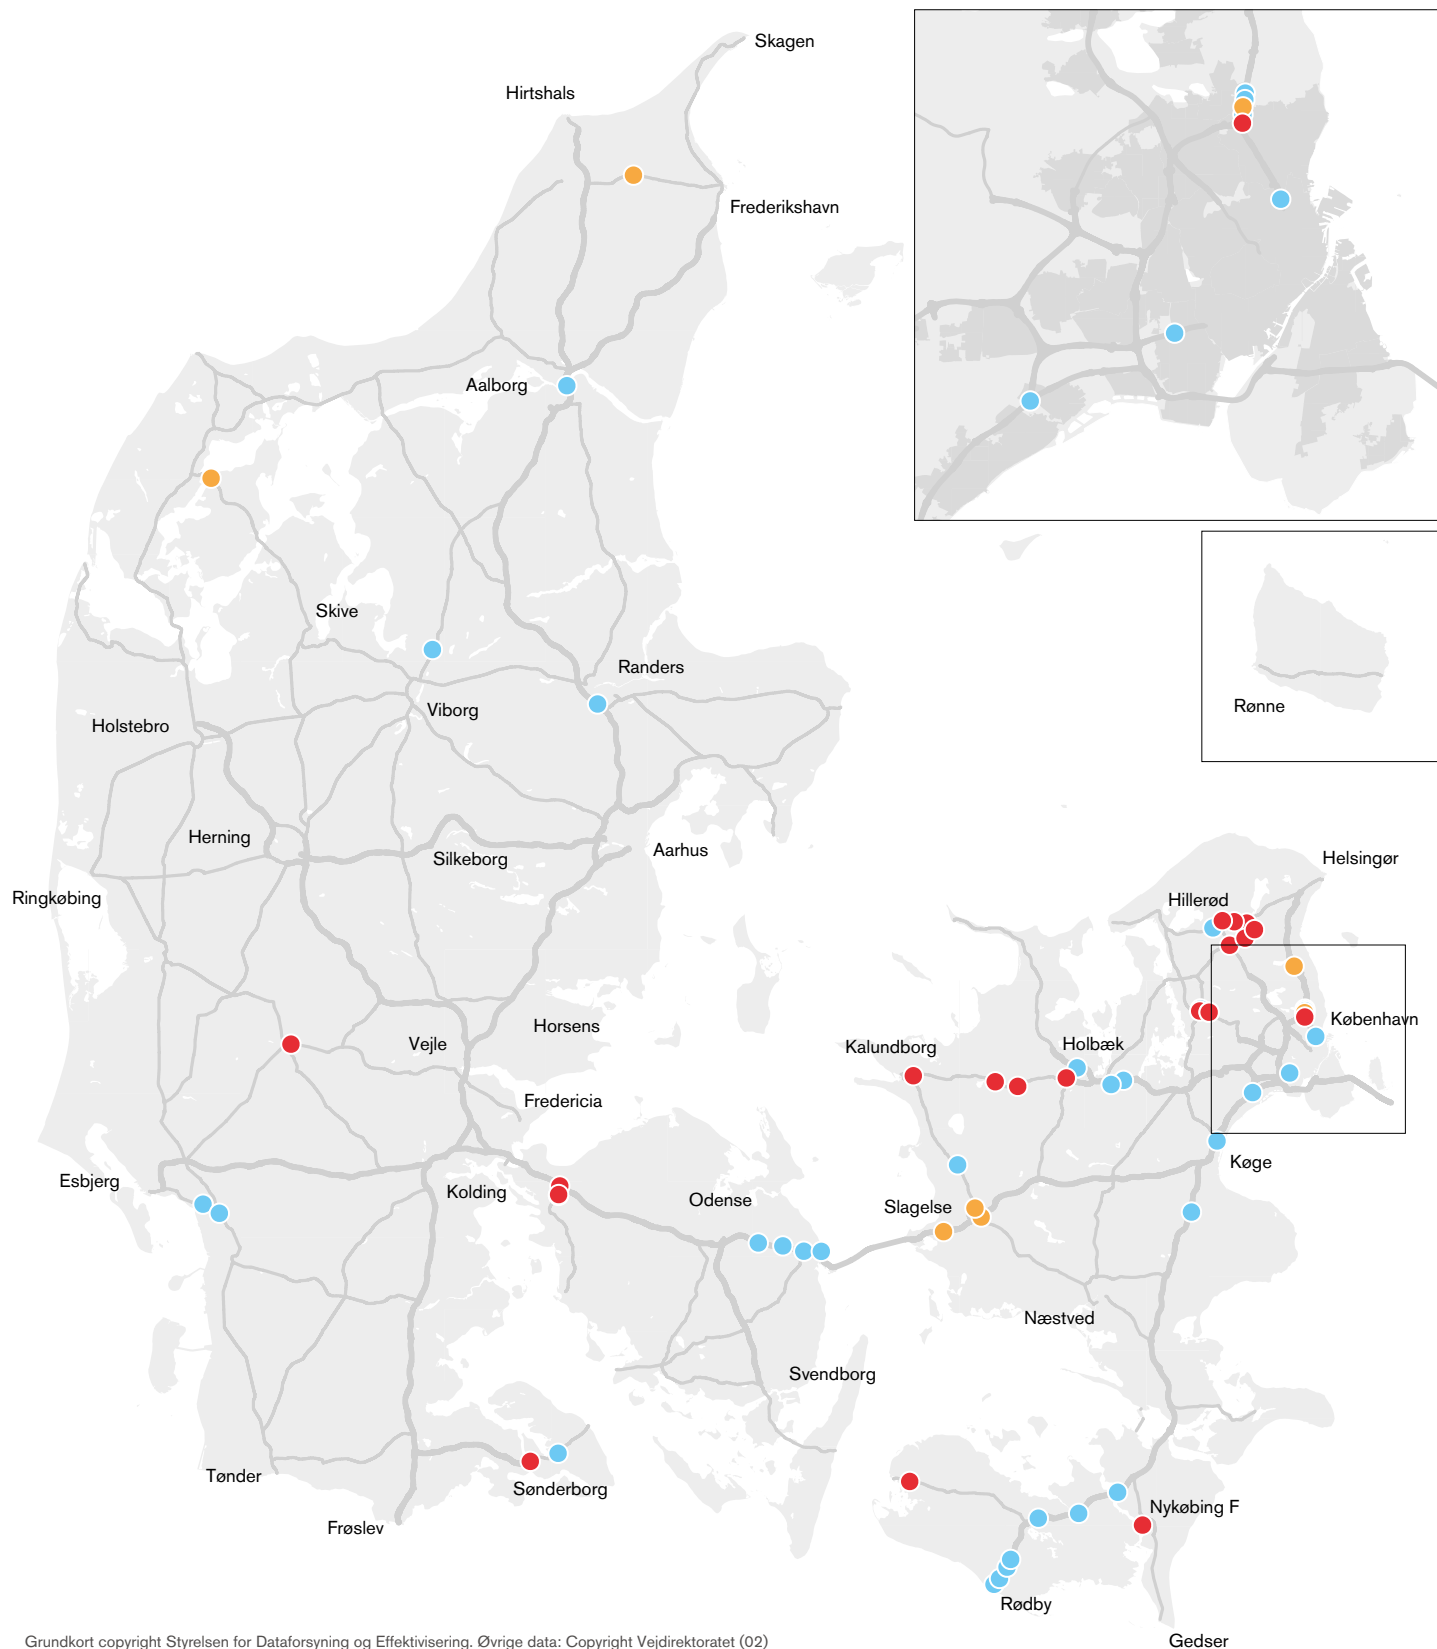 Skagen
Hirtshals
Frederikshavn
Aalborg
Skive
Randers
Viborg
Rønne
Holstebro
Herning
Aarhus
Silkeborg
Helsingør
Ringkøbing
Hillerød
Horsens
København
Vejle
Holbæk
Kalundborg
Fredericia
Køge
Esbjerg
Kolding
Odense
Slagelse
Næstved
Svendborg
Tønder
Sønderborg
Nykøbing F
Frøslev
Rødby
Gedser
Grundkort copyright Styrelsen for Dataforsyning og Effektivisering. Øvrige data: Copyright Vejdirektoratet (02)